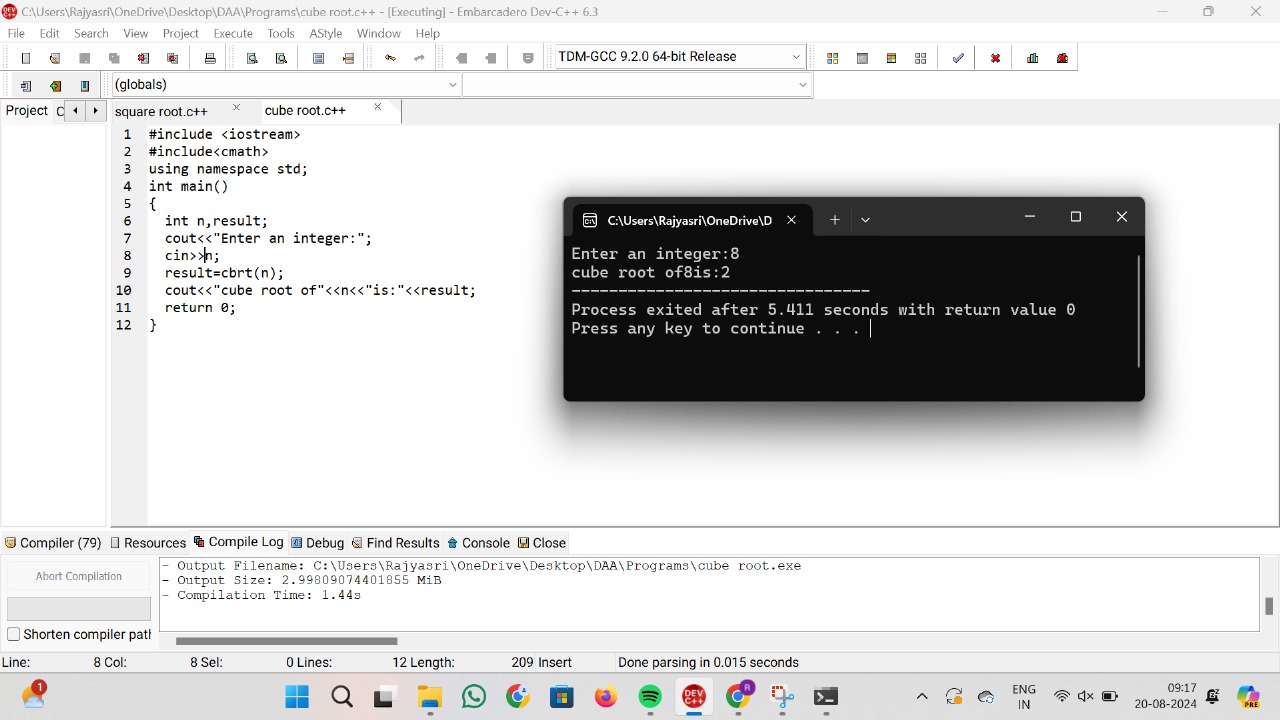 C:\Users\Rajyasri\OneDrive\Desktop\DAA\Programs\cube root.c++ - [Executing] - Embarcadero Dev-C++ 6.3
File Edit Search View Project Execute Tools AStyle Window Help
TDM-GCC 9.2.0 64-bit Release
(globals)
Project C square root.c++ cube root.c++
1 #include <iostream>
2 #include<cmath>
3 using namespace std;
4 int main()
5 {
6 int n,result;
7 cout<<"Enter an integer:";
8 cin>>n;
9 result=cbrt(n);
10 cout<<"cube root of"<<n<<"is:"<<result;
11 return 0;
12 }
C:\Users\Rajyasri\OneDrive\D
Enter an integer:8
cube root of8is:2
--------------------------------
Process exited after 5.411 seconds with return value 0
Press any key to continue . . .
Compiler (79) Resources Compile Log Debug Find Results Console Close
Abort Compilation
Shorten compiler path
- Output Filename: C:\Users\Rajyasri\OneDrive\Desktop\DAA\Programs\cube root.exe
- Output Size: 2.99809074401855 MiB
- Compilation Time: 1.44s
Line: 8 Col: 8 Sel: 0 Lines: 12 Length: 209 Insert Done parsing in 0.015 seconds
1
DEV C++
R
ENG
IN
09:17
20-08-2024
PRE